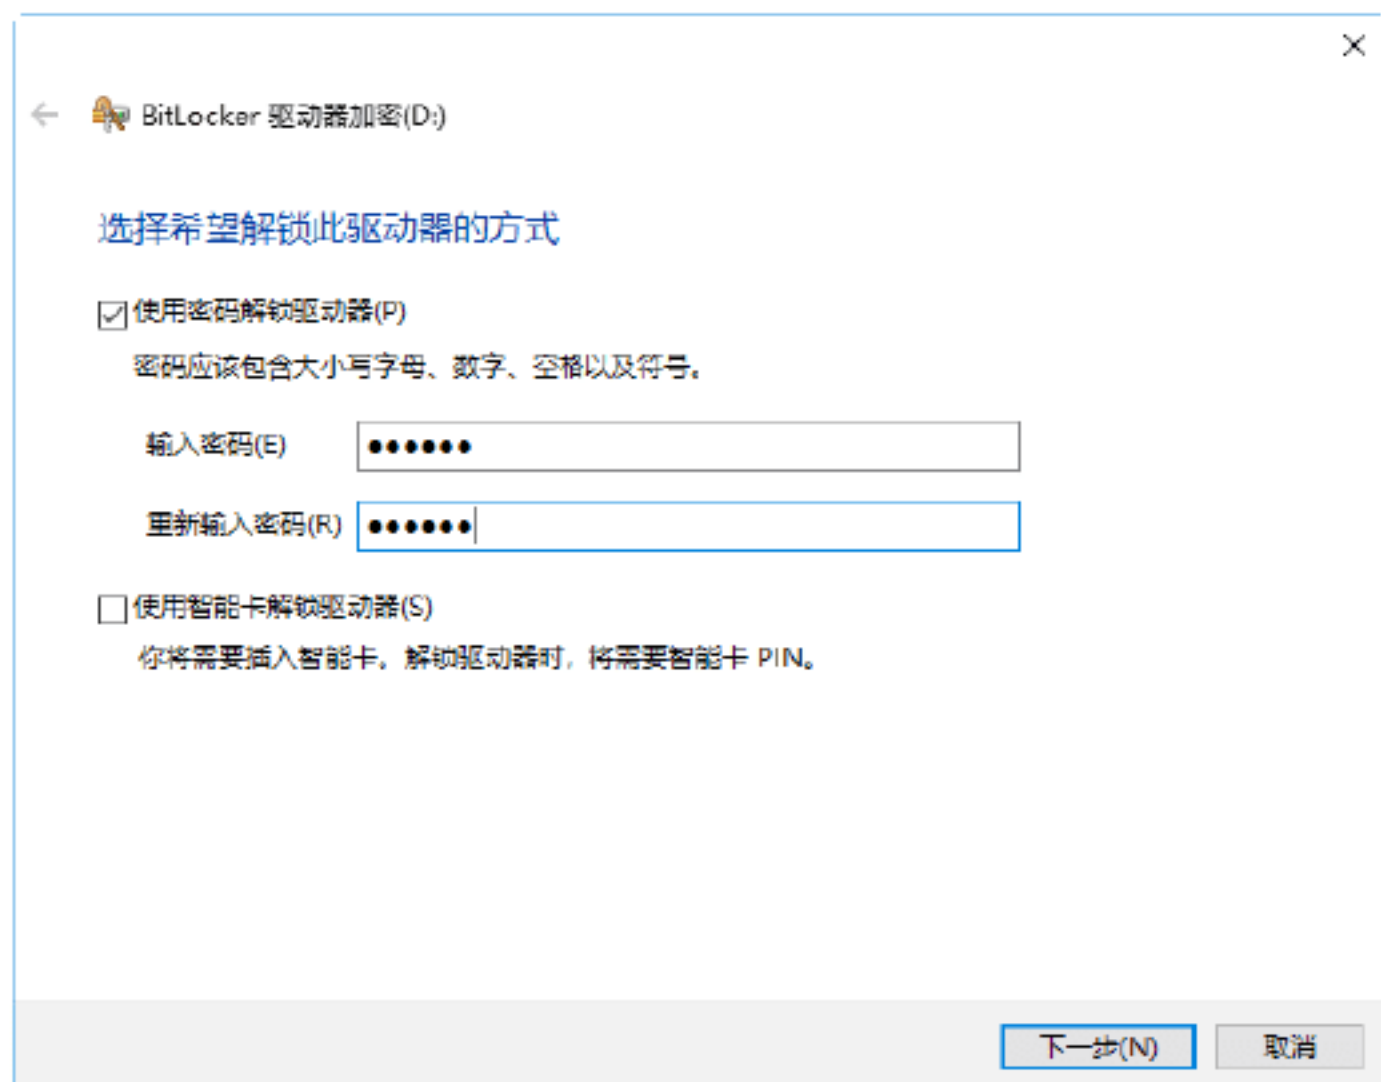 BitLocker 驱动器加密(D:)
选择希望解锁此驱动器的方式
使用密码解锁驱动器(P)
密码应该包含大小写字母、数字、空格以及符号。
输入密码(E) ●●●●●●
重新输入密码(R) ●●●●●●
使用智能卡解锁驱动器(S)
你将需要插入智能卡。解锁驱动器时，将需要智能卡 PIN。
下一步(N) 取消